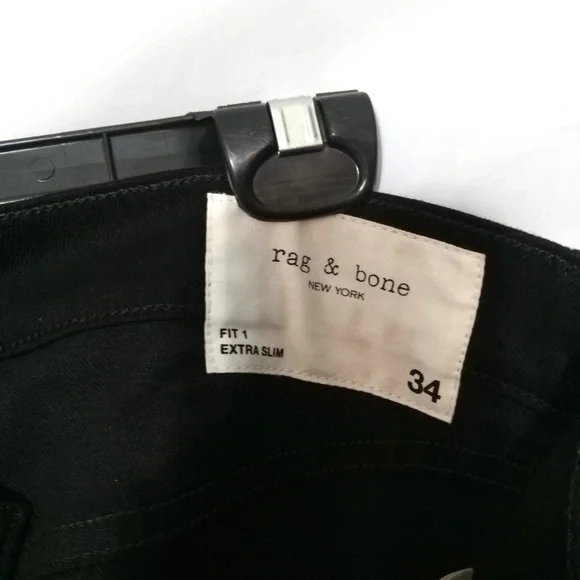 rag & bone
NEW YORK
FIT 1
EXTRA SLIM
34